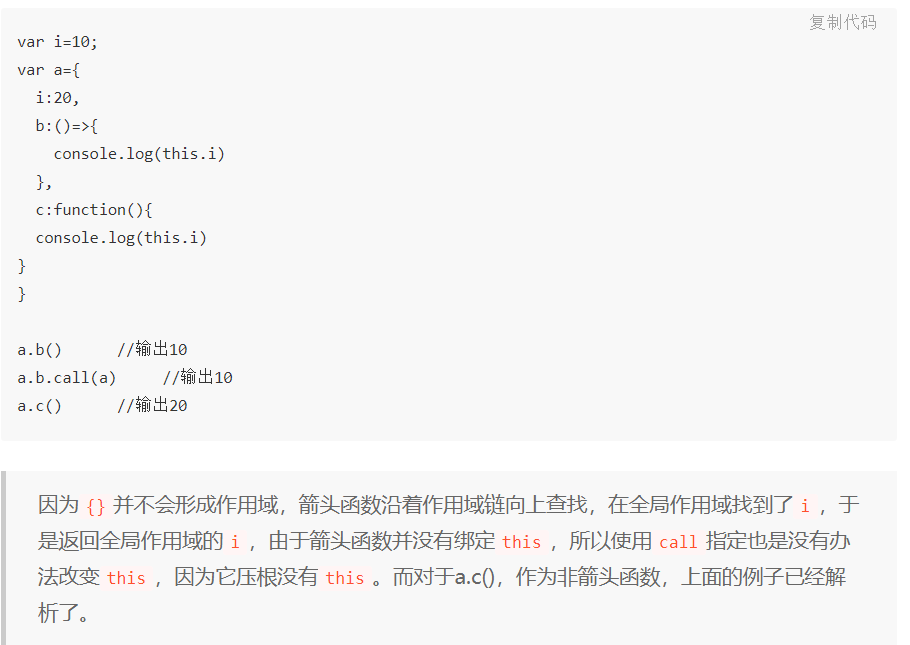 复制代码
var i=10;
var a={
  i:20,
  b:()=>{
    console.log(this.i)
  },
  c:function(){
  console.log(this.i)
}
}

a.b()      //输出10
a.b.call(a)     //输出10
a.c()      //输出20
因为 {} 并不会形成作用域，箭头函数沿着作用域链向上查找，在全局作用域找到了 i ，于
是返回全局作用域的 i ，由于箭头函数并没有绑定 this ，所以使用 call 指定也是没有办
法改变 this ，因为它压根没有 this 。而对于a.c()，作为非箭头函数，上面的例子已经解
析了。